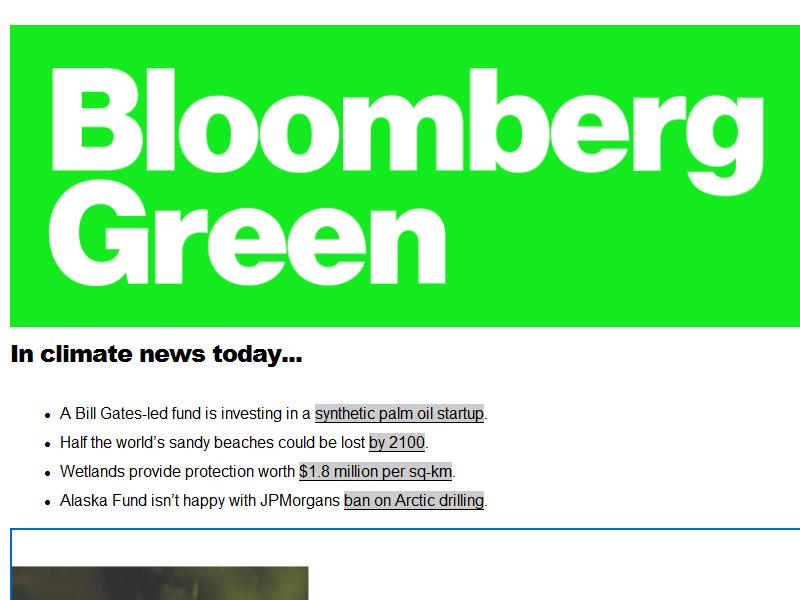 Bloomberg
Green
In climate news today...
A Bill Gates-led fund is investing in a synthetic palm oil startup.
Half the world’s sandy beaches could be lost by 2100.
Wetlands provide protection worth $1.8 million per sq-km.
Alaska Fund isn’t happy with JPMorgans ban on Arctic drilling.